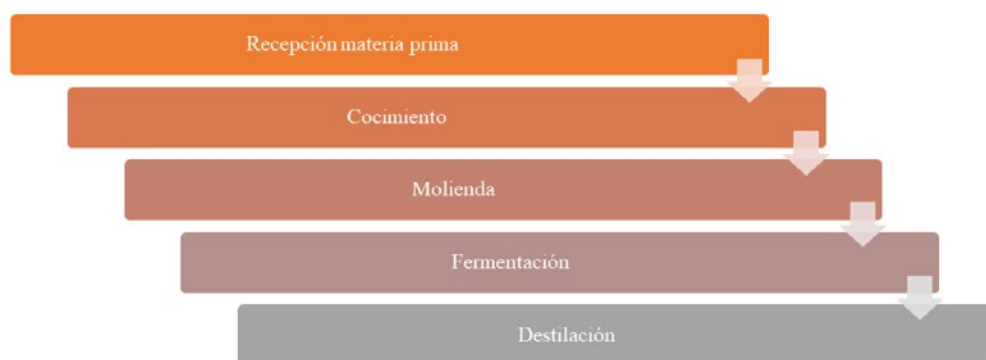 Recepción materia prima
Cocimiento
Molienda
Fermentación
Destilación